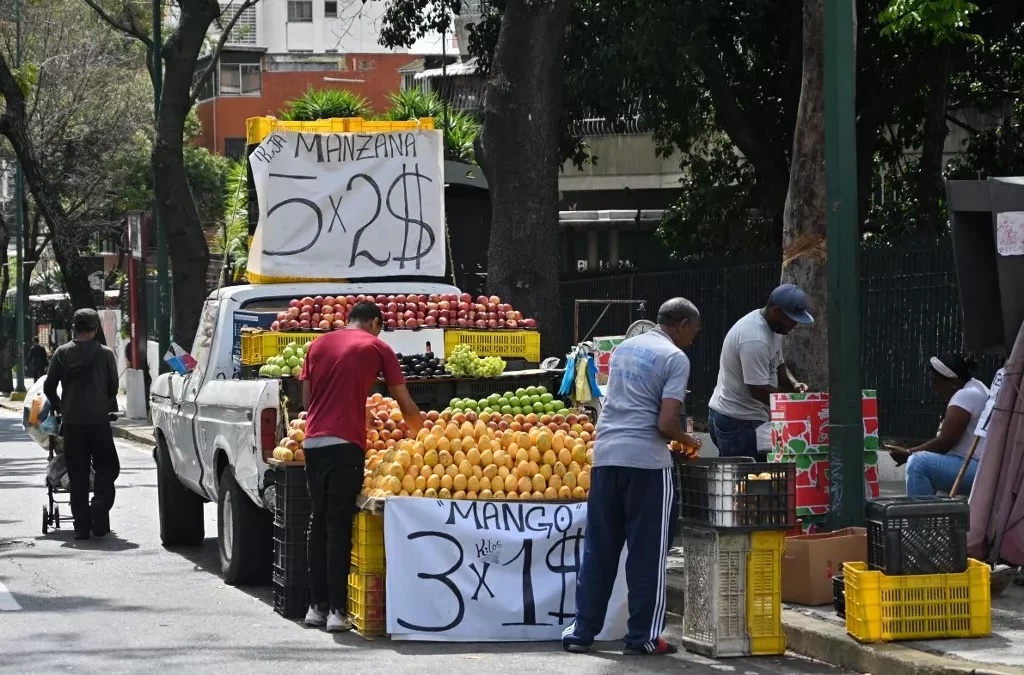 ROJA MANZANA
5x2$
"MANGO"
Kilos
3x1$